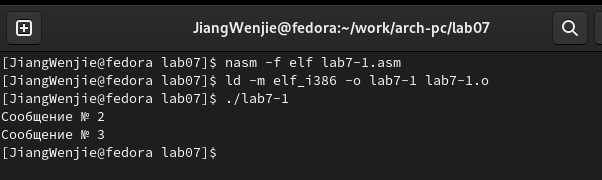 JiangWenjie@fedora:~/work/arch-pc/lab07
[JiangWenjie@fedora lab07]$ nasm -f elf lab7-1.asm
[JiangWenjie@fedora lab07]$ ld -m elf_i386 -o lab7-1 lab7-1.o
[JiangWenjie@fedora lab07]$ ./lab7-1
Сообщение № 2
Сообщение № 3
[JiangWenjie@fedora lab07]$